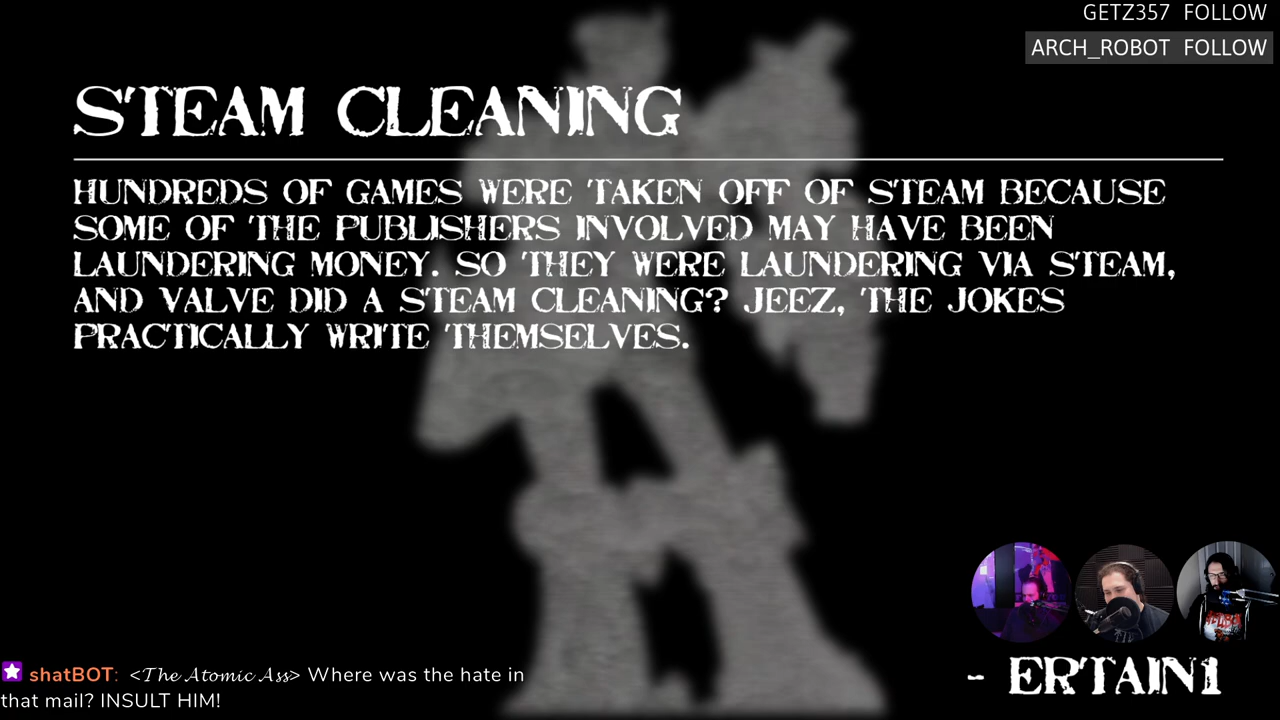 GETZ357 FOLLOW
ARCH_ROBOT FOLLOW
STEAM CLEANING
HUNDREDS OF GAMES WERE TAKEN OFF OF STEAM BECAUSE
SOME OF THE PUBLISHERS INVOLVED MAY HAVE BEEN
LAUNDERING MONEY. SO THEY WERE LAUNDERING VIA STEAM,
AND VALVE DID A STEAM CLEANING? JEEZ, THE JOKES
PRACTICALLY WRITE THEMSELVES.
shatBOT: <The Atomic Ass> Where was the hate in
that mail? INSULT HIM!
- ERTAIN1